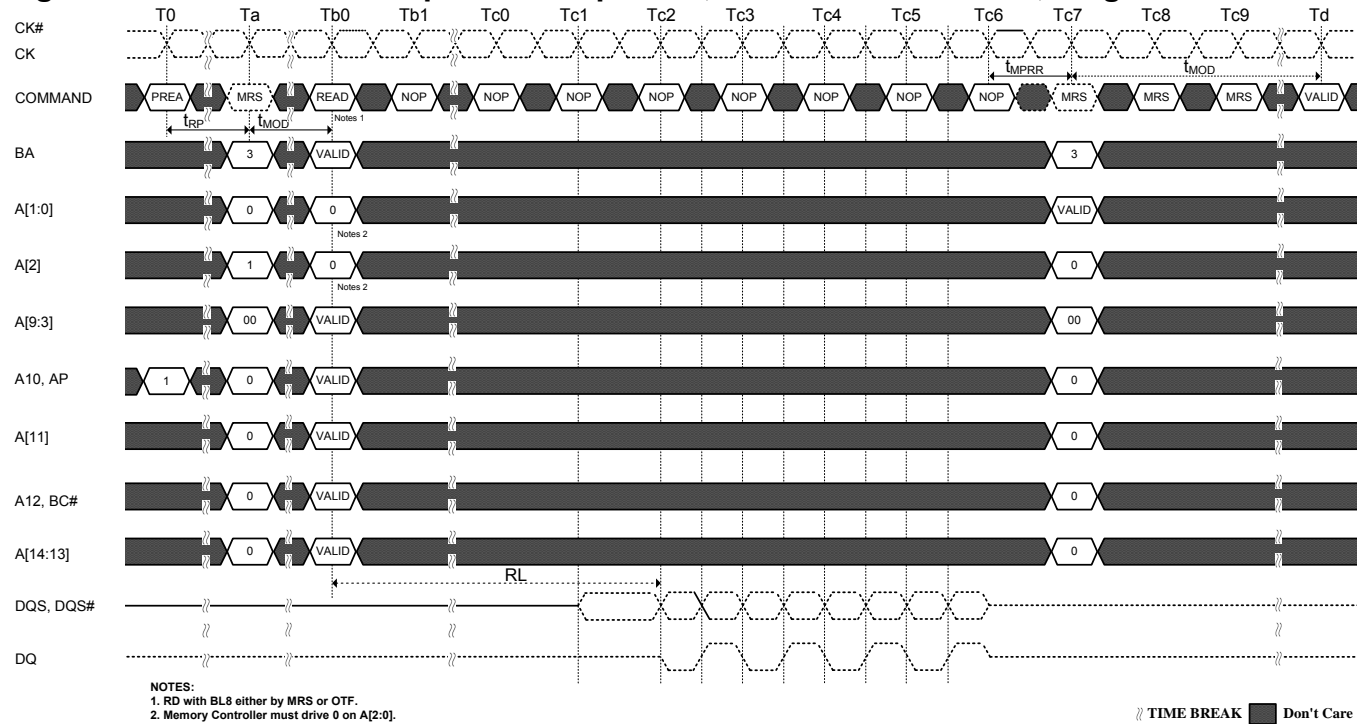 T0 Ta Tb0 Tb1 Tc0 Tc1 Tc2 Tc3 Tc4 Tc5 Tc6 Tc7 Tc8 Tc9 Td
CK#
CK
tMPRR tMOD
COMMAND PREA MRS READ NOP NOP NOP NOP NOP NOP NOP NOP MRS MRS MRS VALID
Notes 1
tRP tMOD
BA 3 VALID 3
A[1:0] 0 0 VALID
Notes 2
A[2] 1 0 0
Notes 2
A[9:3] 00 VALID 00
A10, AP 1 0 VALID 0
A[11] 0 VALID 0
A12, BC# 0 VALID 0
A[14:13] 0 VALID 0
RL
DQS, DQS#
DQ
NOTES:
1. RD with BL8 either by MRS or OTF.
2. Memory Controller must drive 0 on A[2:0].
TIME BREAK Don't Care